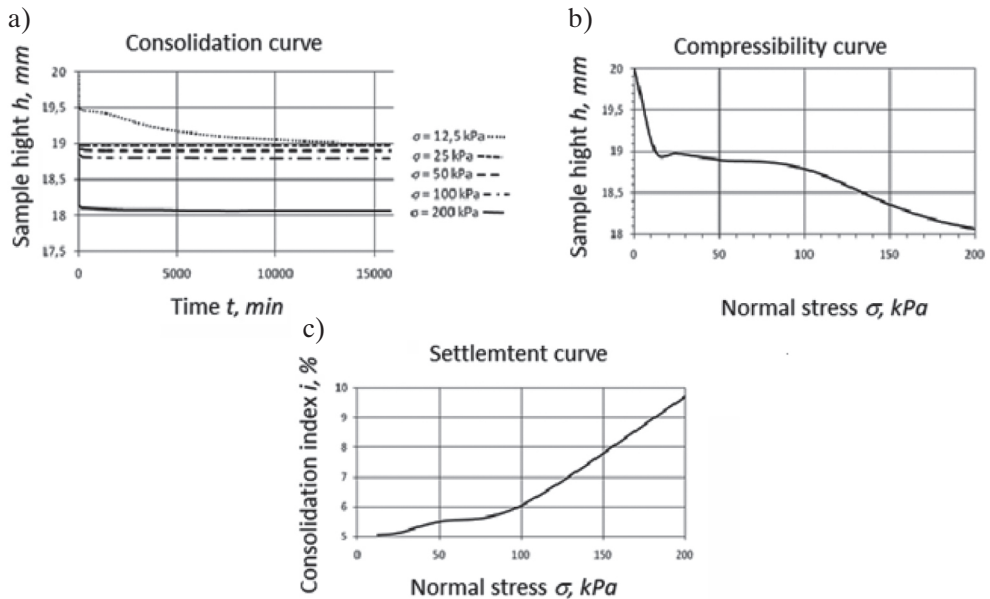 a)
Consolidation curve
Sample hight h, mm
20
19,5
19
18,5
18
17,5
0
5000
10000
15000
Time t, min
σ = 12,5 kPa
σ = 25 kPa
σ = 50 kPa
σ = 100 kPa
σ = 200 kPa
b)
Compressibility curve
Sample hight h, mm
20
19,5
19
18,5
18
0
50
100
150
200
Normal stress σ, kPa
c)
Settlemtent curve
Consolidation index i, %
10
9
8
7
6
5
0
50
100
150
200
Normal stress σ, kPa